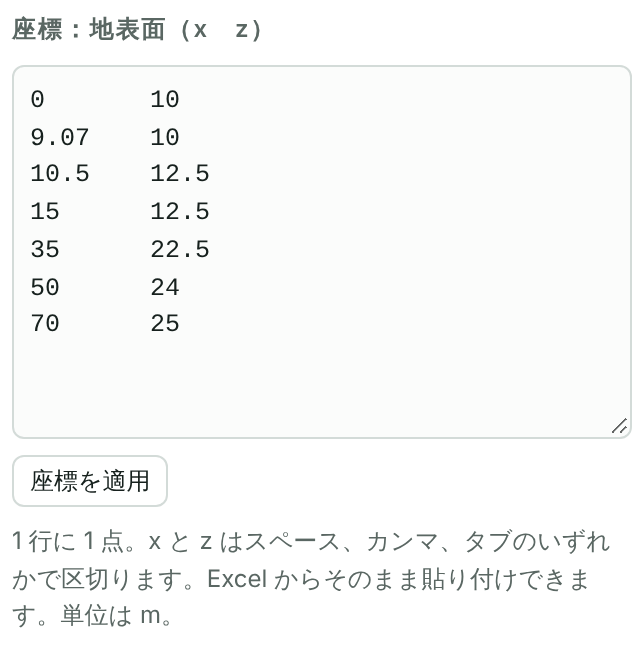 座標：地表面（x　z）
0 10
9.07 10
10.5 12.5
15 12.5
35 22.5
50 24
70 25
座標を適用
1 行に 1 点。x と z はスペース、カンマ、タブのいずれ
かで区切ります。Excel からそのまま貼り付けできま
す。単位は m。